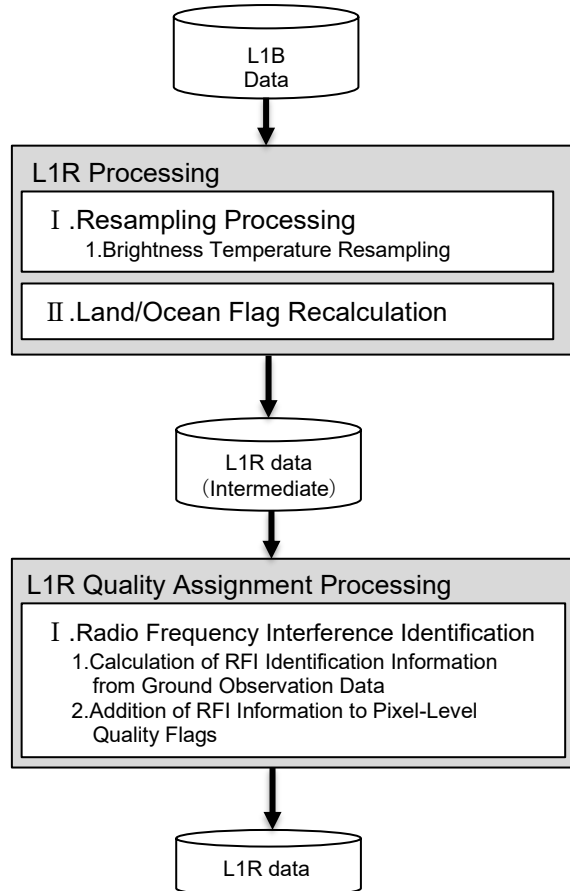 L1B
Data
L1R Processing
Ⅰ.Resampling Processing
1.Brightness Temperature Resampling
Ⅱ.Land/Ocean Flag Recalculation
L1R data
（Intermediate）
L1R Quality Assignment Processing
Ⅰ.Radio Frequency Interference Identification
1.Calculation of RFI Identification Information
from Ground Observation Data
2.Addition of RFI Information to Pixel-Level
Quality Flags
L1R data